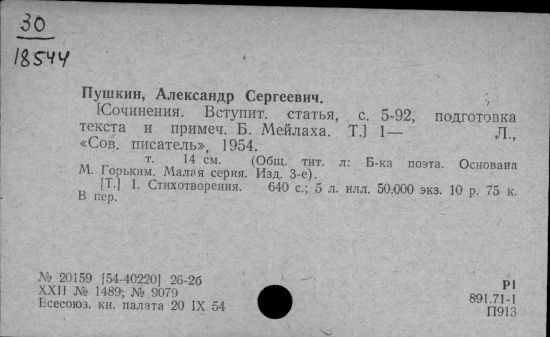 30
18544
Пушкин, Александр Сергеевич.
[Сочинения. Вступит. статья, с. 5-92, подготовка
текста и примеч. Б. Мейлаха. Т.] 1— Л.,
«Сов. писатель», 1954.
т. 14 см. (Общ. тит. л: Б-ка поэта. Основана
М. Горьким. Малая серия. Изд. 3-е).
[Т.] 1. Стихотворения. 640 с.; 5 л. илл. 50.000 экз. 10 р. 75 к.
В пер.
№ 20159 [54-40220] 26-2б
XXII № 1489; № 9079
Всесоюз. кн. палата 20 IX 54
Р1
891.71-1
П913